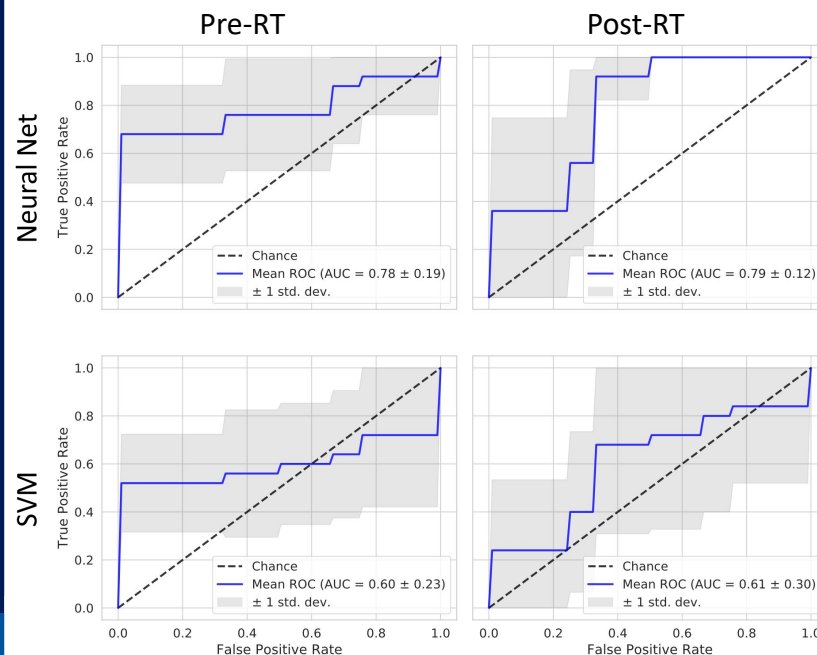 Pre-RT
Post-RT
Neural Net
True Positive Rate
1.0
0.8
0.6
0.4
0.2
0.0
Chance
Mean ROC (AUC = 0.78 ± 0.19)
± 1 std. dev.
Chance
Mean ROC (AUC = 0.79 ± 0.12)
± 1 std. dev.
SVM
True Positive Rate
1.0
0.8
0.6
0.4
0.2
0.0
Chance
Mean ROC (AUC = 0.60 ± 0.23)
± 1 std. dev.
0.0 0.2 0.4 0.6 0.8 1.0
False Positive Rate
Chance
Mean ROC (AUC = 0.61 ± 0.30)
± 1 std. dev.
0.0 0.2 0.4 0.6 0.8 1.0
False Positive Rate